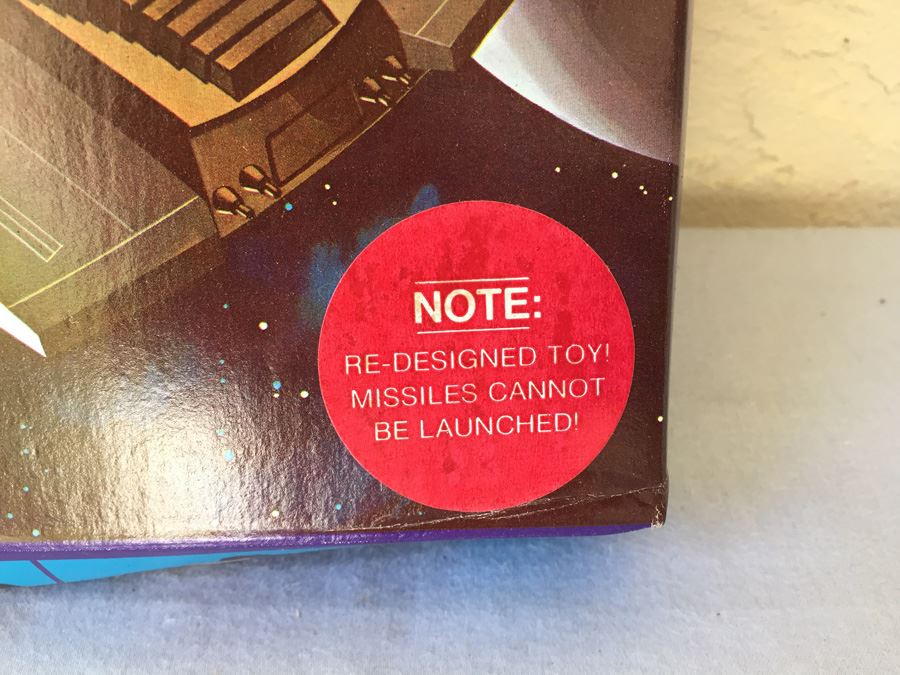 NOTE:
RE-DESIGNED TOY!
MISSILES CANNOT
BE LAUNCHED!